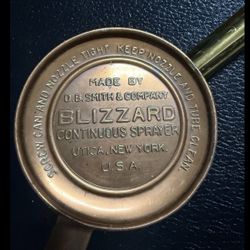 SCREW CAN AND NOZZLE TIGHT KEEP NOZZLE AND TUBE CLEAN.
MADE BY
D.B. SMITH & COMPANY
BLIZZARD
CONTINUOUS SPRAYER
UTICA, NEW YORK.
U.S.A.